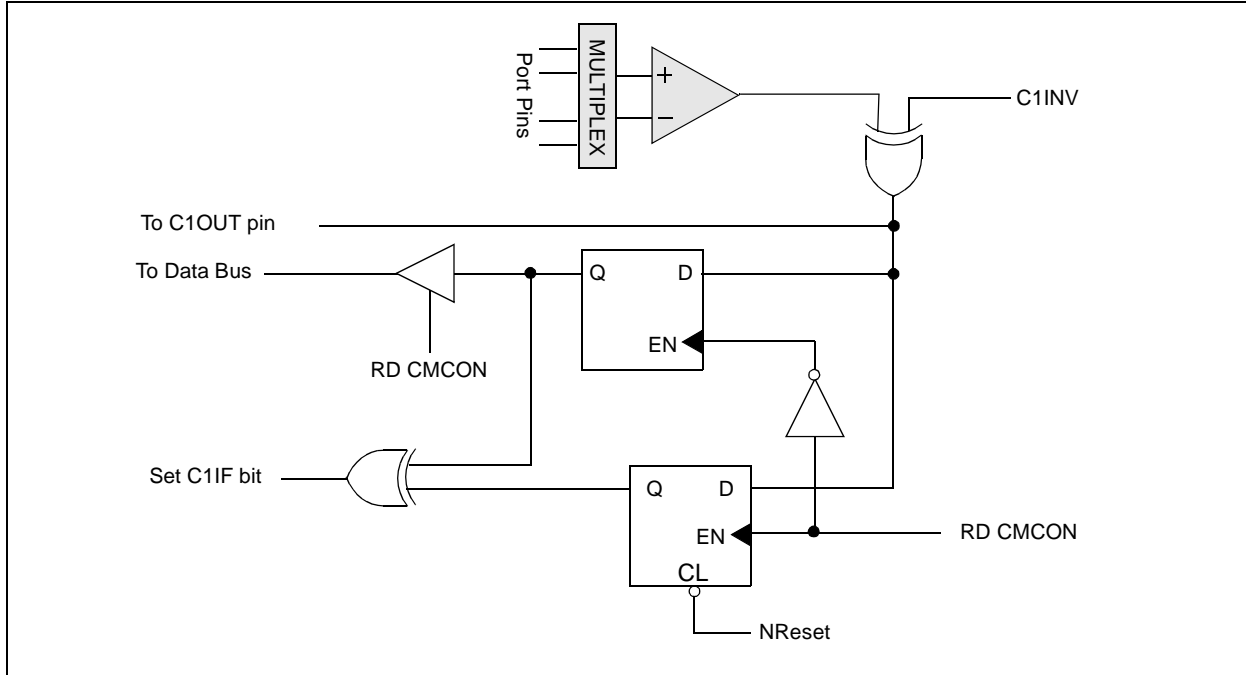 Port Pins
MULTIPLEX
+
−
C1INV
To C1OUT pin
To Data Bus
Q
D
EN
RD CMCON
Set C1IF bit
Q
D
EN
RD CMCON
CL
NReset